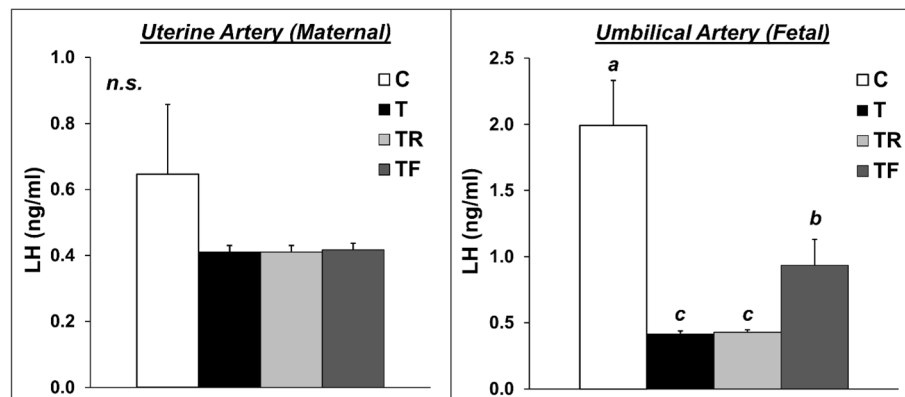 Uterine Artery (Maternal)
n.s.
C
T
TR
TF
LH (ng/ml)
1.0
0.8
0.6
0.4
0.2
0.0
Umbilical Artery (Fetal)
a
C
T
TR
TF
b
c
c
LH (ng/ml)
2.5
2.0
1.5
1.0
0.5
0.0